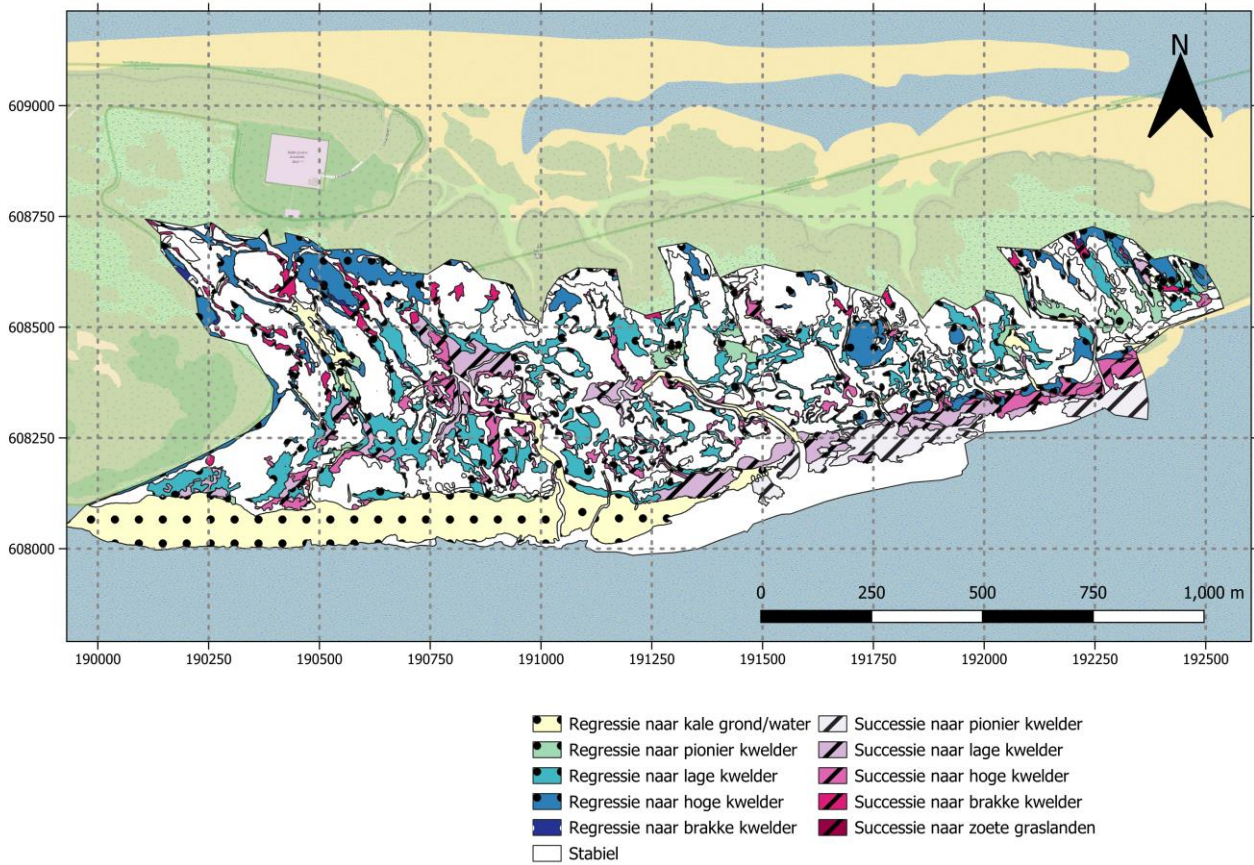 N
609000
608750
608500
608250
608000
0 250 500 750 1,000 m
190000 190250 190500 190750 191000 191250 191500 191750 192000 192250 192500
Regressie naar kale grond/water
Regressie naar pionier kwelder
Regressie naar lage kwelder
Regressie naar hoge kwelder
Regressie naar brakke kwelder
Stabiel
Successie naar pionier kwelder
Successie naar lage kwelder
Successie naar hoge kwelder
Successie naar brakke kwelder
Successie naar zoete graslanden